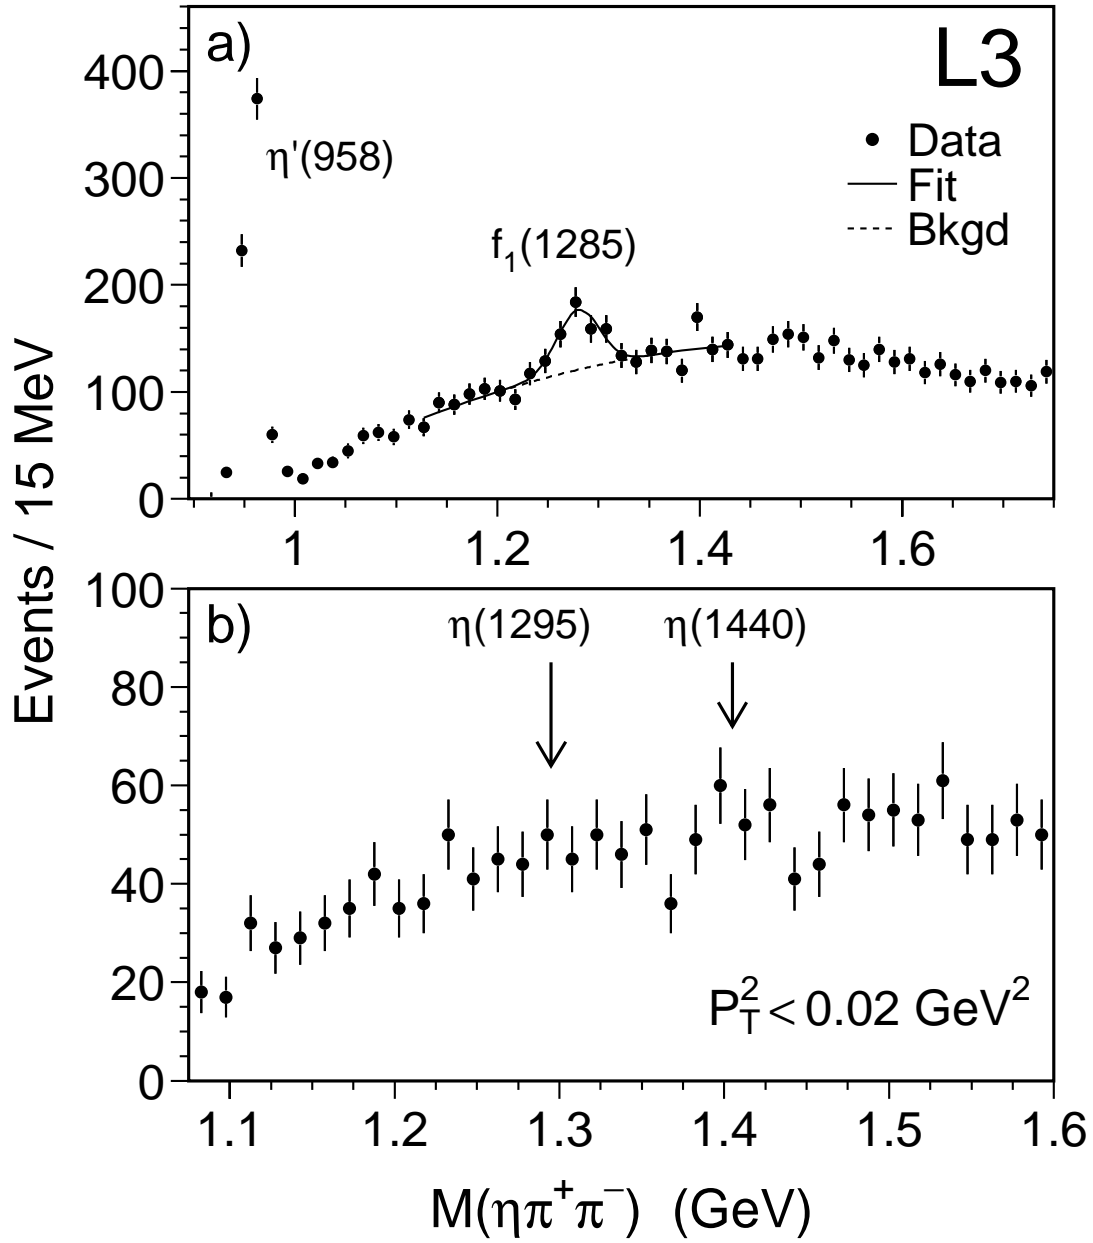 a)
L3
400
η'(958)
Data
300
Fit
f₁(1285)
Bkgd
200
100
0
1 1.2 1.4 1.6
Events / 15 MeV
100
b)
η(1295) η(1440)
80
60
40
20
P_T^2 < 0.02 GeV²
0
1.1 1.2 1.3 1.4 1.5 1.6
M(ηπ⁺π⁻) (GeV)